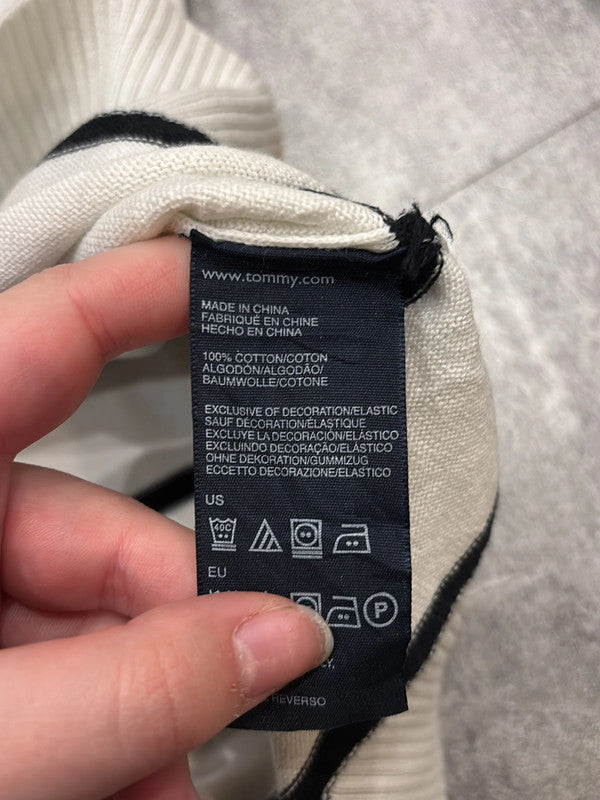 www.tommy.com
MADE IN CHINA
FABRIQUÉ EN CHINE
HECHO EN CHINA
100% COTTON/COTON
ALGODÓN/ALGODÃO/
BAUMWOLLE/COTONE
EXCLUSIVE OF DECORATION/ELASTIC
SAUF DÉCORATION/ÉLASTIQUE
EXCLUYE LA DECORACIÓN/ELÁSTICO
EXCLUINDO DECORAÇÃO/ELÁSTICO
OHNE DEKORATION/GUMMIZUG
ECCETTO DECORAZIONE/ELASTICO
US
40C
EU
P
REVERSO